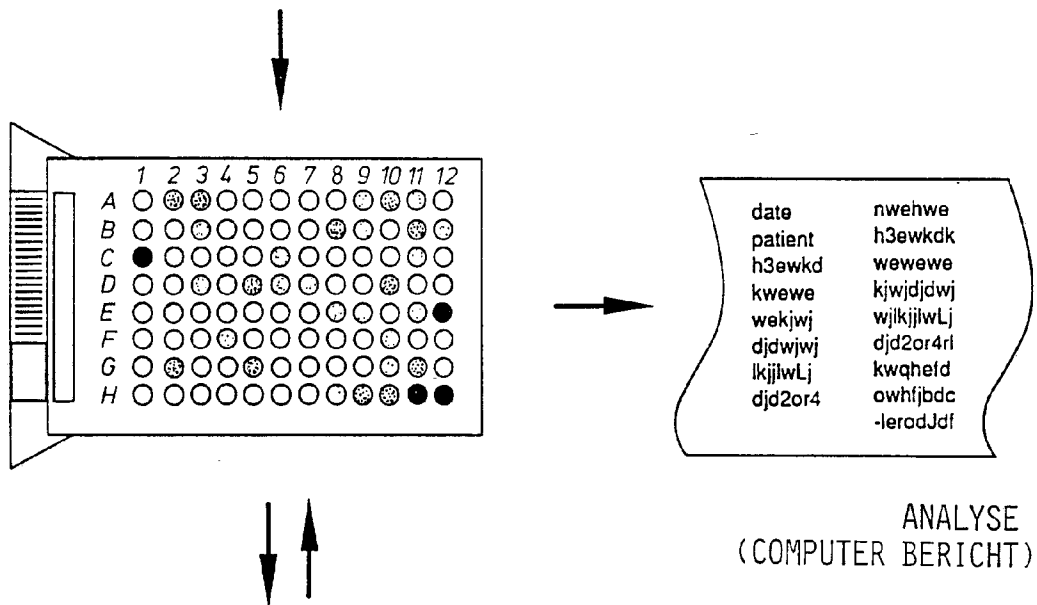 1 2 3 4 5 6 7 8 9 10 11 12
A
B
C
D
E
F
G
H
date
patient
h3ewkd
kwewe
wekjwj
djdwjwj
lkjjlwLj
djd2or4
nwehwe
h3ewkdk
wewewe
kjwjdjdwj
wjlkjjlwLj
djd2or4rl
kwqhefd
owhfjbdc
-lerodJdf
ANALYSE
(COMPUTER BERICHT)